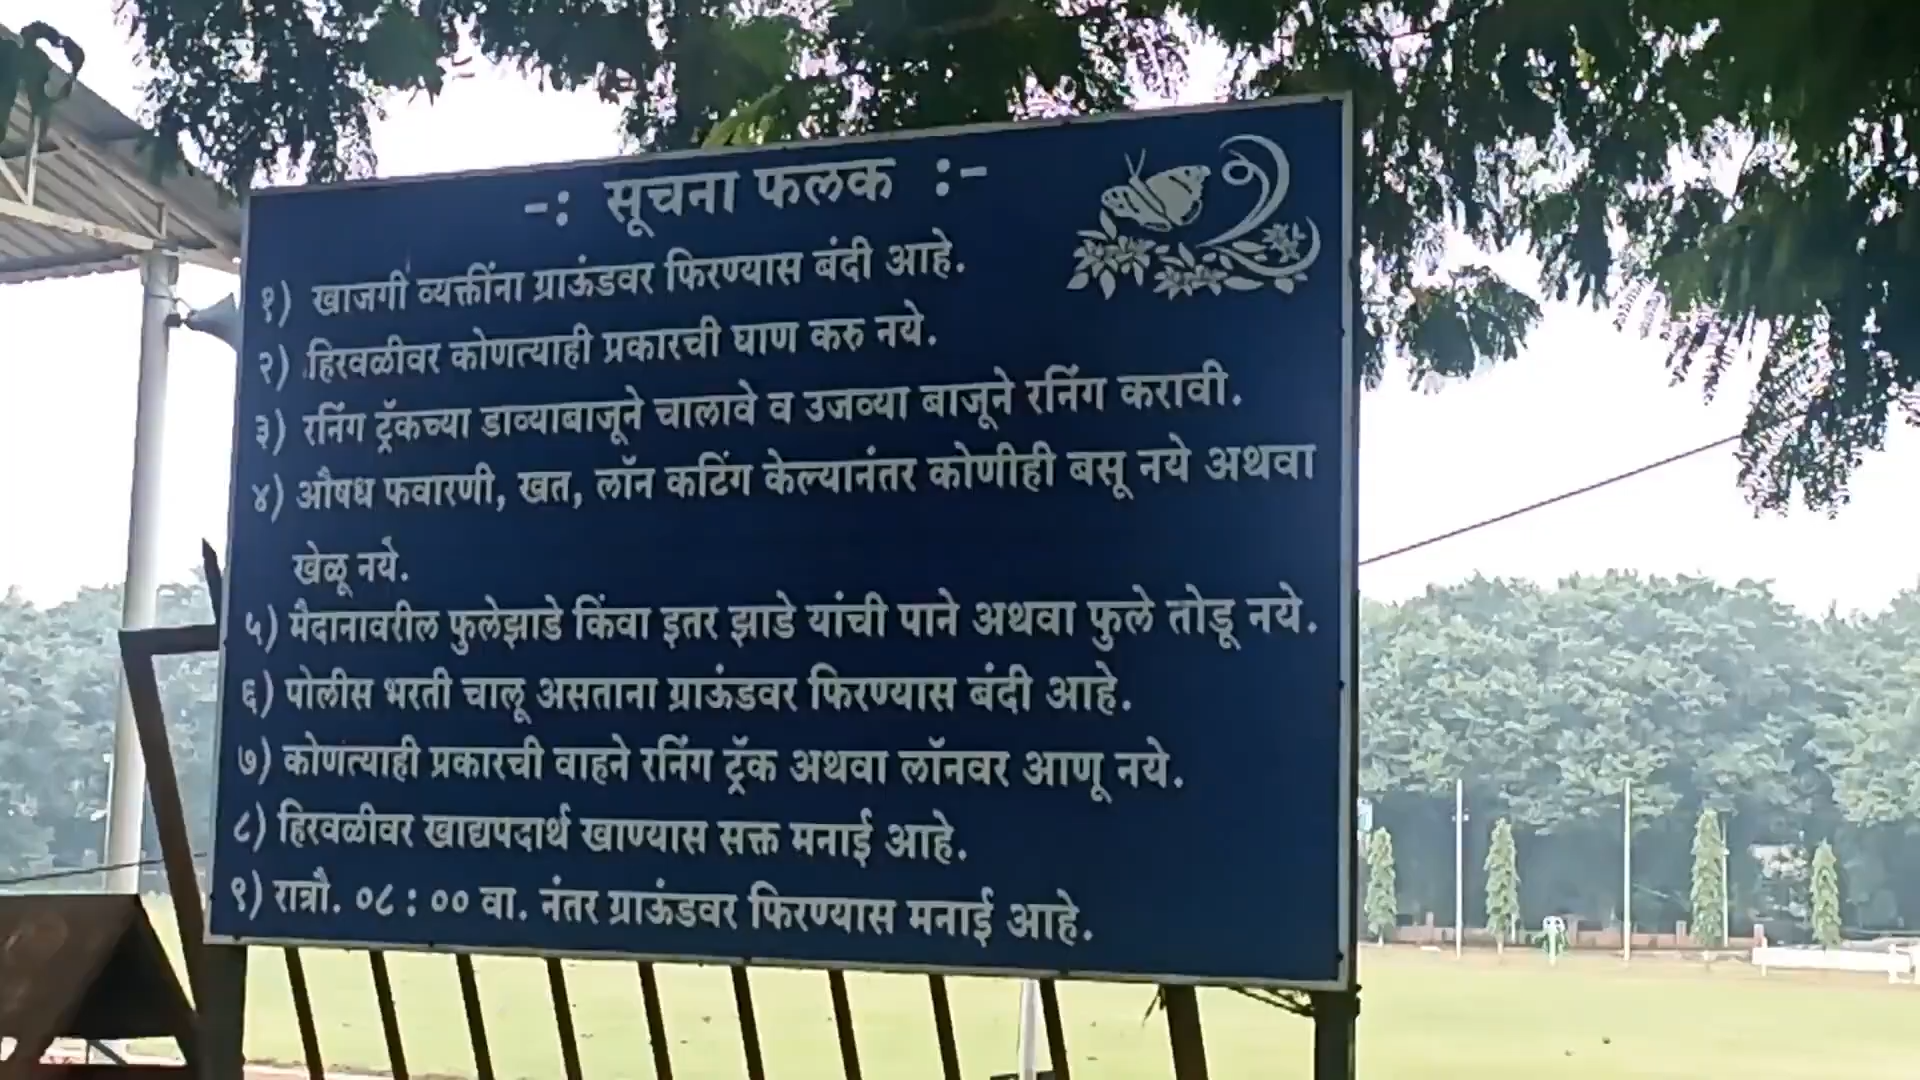 -: सूचना फलक :-
१) खाजगी व्यक्तींना ग्राऊंडवर फिरण्यास बंदी आहे.
२) हिरवळीवर कोणत्याही प्रकारची घाण करु नये.
३) रनिंग ट्रॅकच्या डाव्याबाजूने चालावे व उजव्या बाजूने रनिंग करावी.
४) औषध फवारणी, खत, लॉन कटिंग केल्यानंतर कोणीही बसू नये अथवा
खेळू नये.
५) मैदानावरील फुलेझाडे किंवा इतर झाडे यांची पाने अथवा फुले तोडू नये.
६) पोलीस भरती चालू असताना ग्राऊंडवर फिरण्यास बंदी आहे.
७) कोणत्याही प्रकारची वाहने रनिंग ट्रॅक अथवा लॉनवर आणू नये.
८) हिरवळीवर खाद्यपदार्थ खाण्यास सक्त मनाई आहे.
९) रात्रौ. ०८ : ०० वा. नंतर ग्राऊंडवर फिरण्यास मनाई आहे.